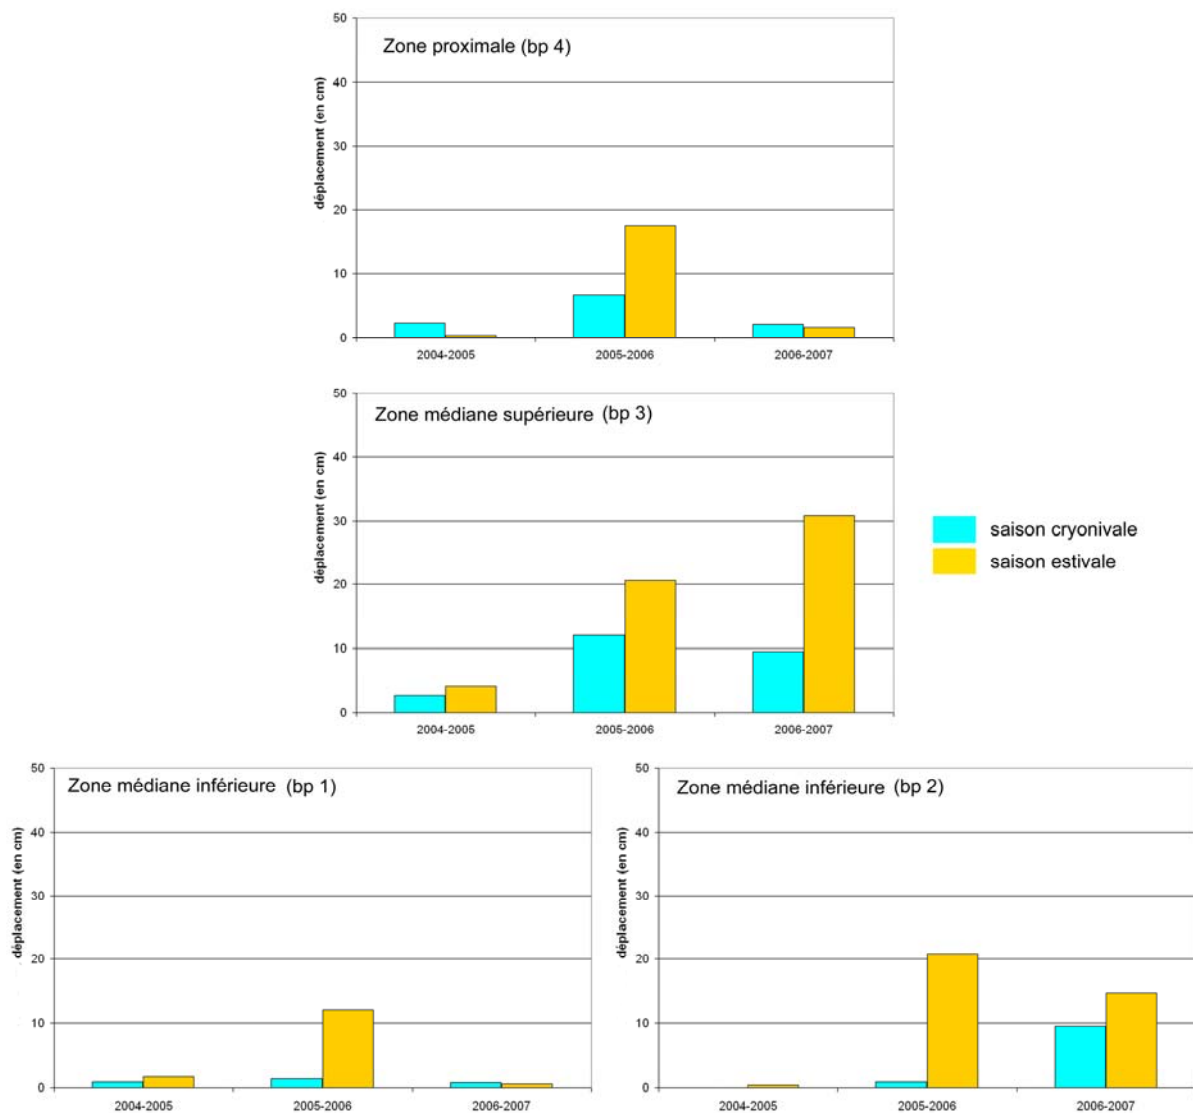 50
Zone proximale (bp 4)
40
30
20
10
0
déplacement (en cm)
2004-2005 2005-2006 2006-2007
50
Zone médiane supérieure (bp 3)
40
30
20
10
0
déplacement (en cm)
2004-2005 2005-2006 2006-2007
saison cryonivale
saison estivale
50
Zone médiane inférieure (bp 1)
40
30
20
10
0
déplacement (en cm)
2004-2005 2005-2006 2006-2007
50
Zone médiane inférieure (bp 2)
40
30
20
10
0
déplacement (en cm)
2004-2005 2005-2006 2006-2007